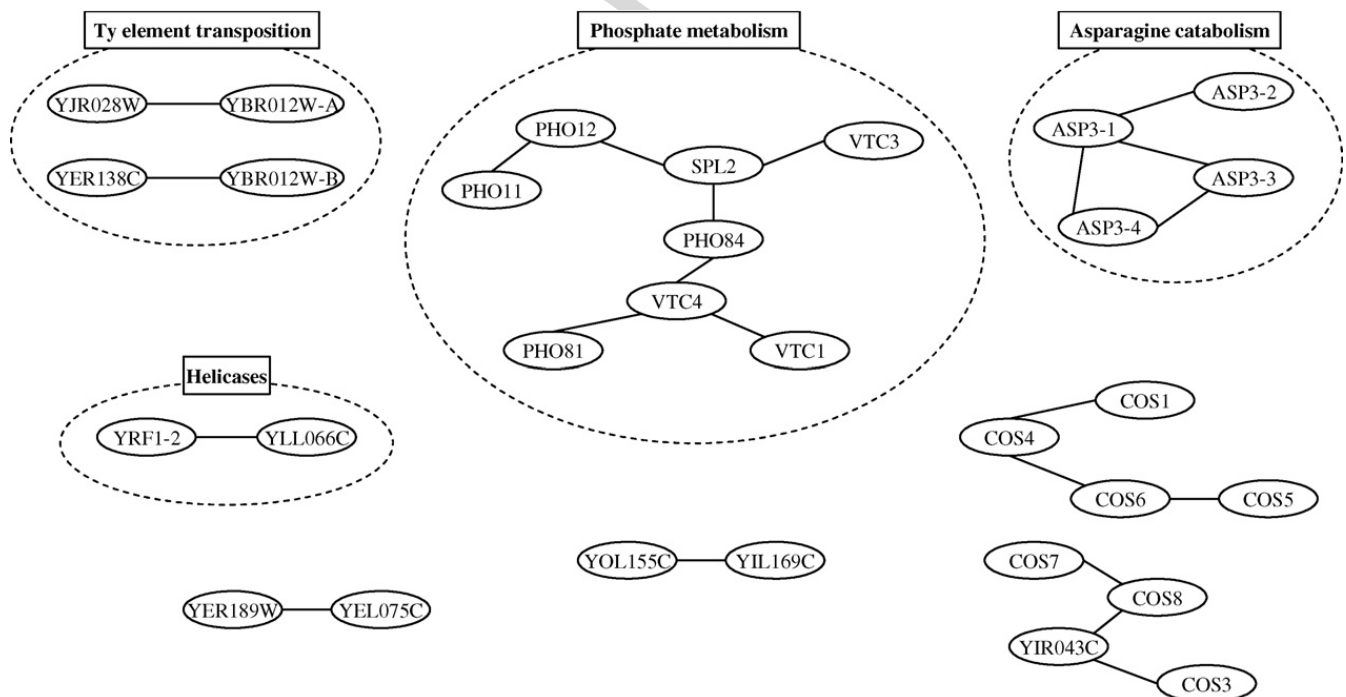 Ty element transposition
Phosphate metabolism
Asparagine catabolism
YJR028W
YBR012W-A
YER138C
YBR012W-B
PHO12
VTC3
SPL2
PHO11
PHO84
VTC4
PHO81
VTC1
ASP3-2
ASP3-1
ASP3-3
ASP3-4
Helicases
YRF1-2
YLL066C
COS1
COS4
COS6
COS5
YOL155C
YIL169C
COS7
COS8
YER189W
YEL075C
YIR043C
COS3